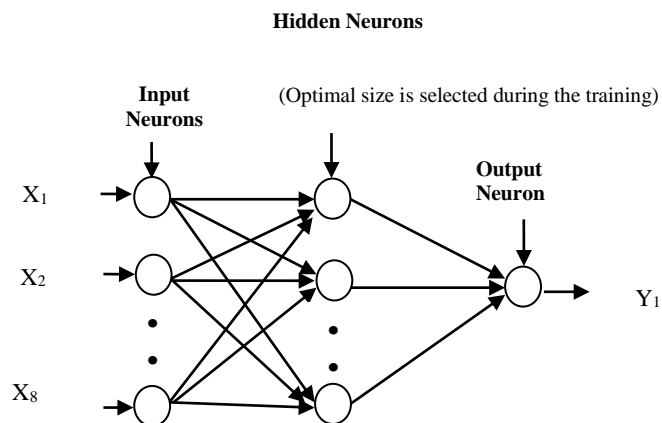 Hidden Neurons
(Optimal size is selected during the training)
Input
Neurons
Output
Neuron
X1
X2
X8
Y1